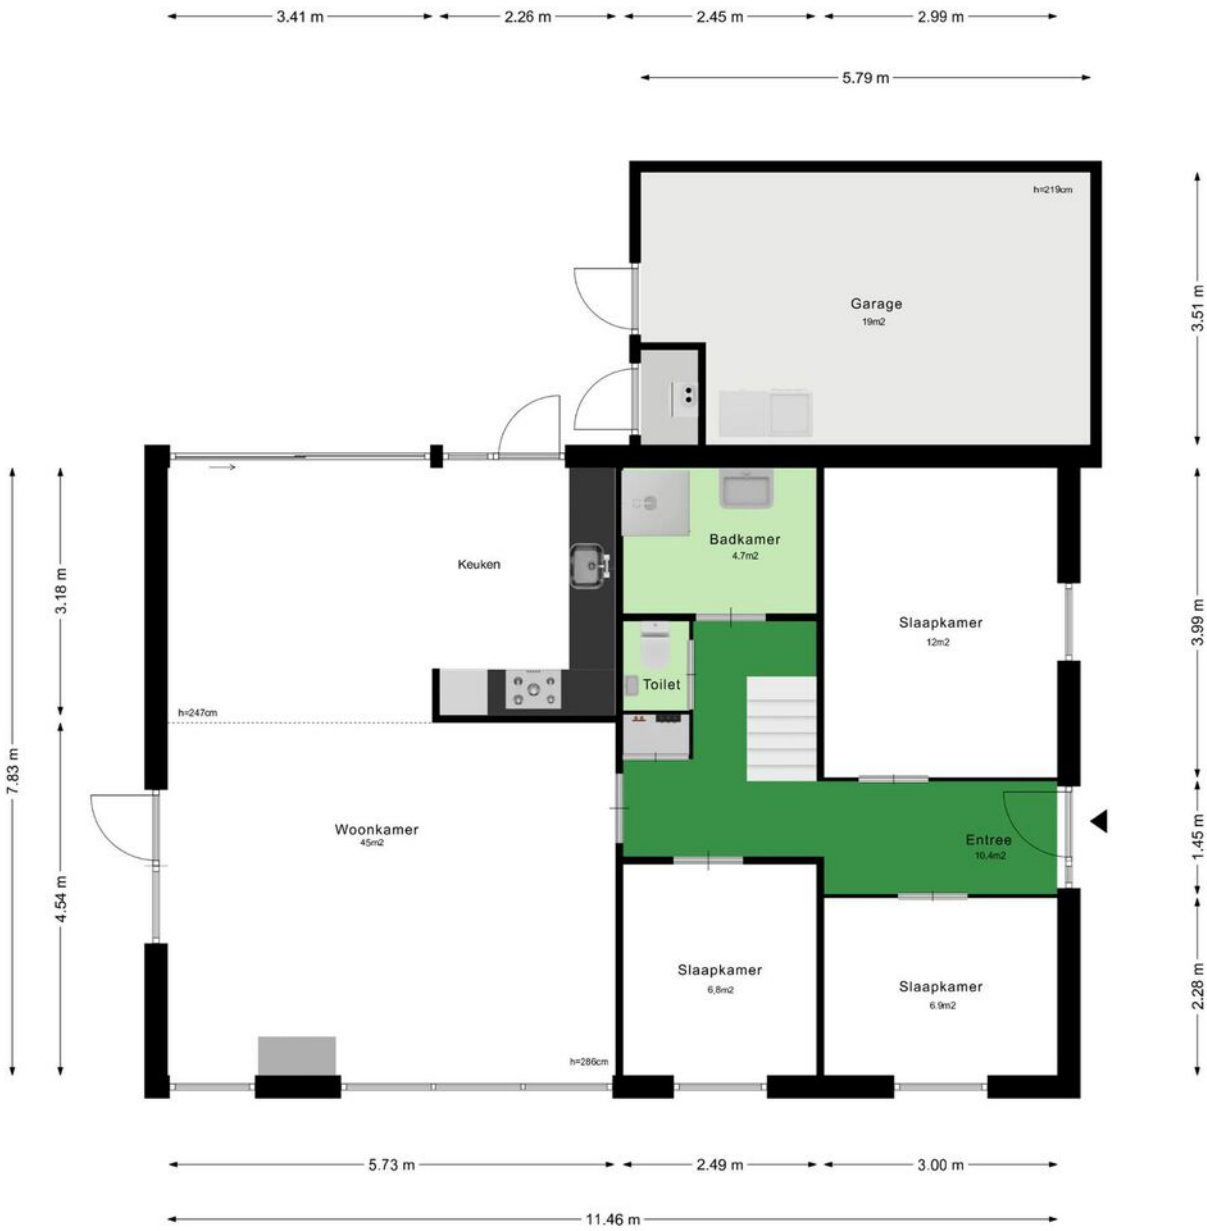 3.41 m
2.26 m
2.45 m
2.99 m
5.79 m
h=219cm
Garage
19m2
3.51 m
Keuken
Badkamer
4.7m2
Slaapkamer
12m2
Toilet
h=247cm
3.18 m
3.99 m
7.83 m
Woonkamer
45m2
Entree
10.4m2
1.45 m
4.54 m
Slaapkamer
6,8m2
Slaapkamer
6.9m2
2.28 m
h=286cm
5.73 m
2.49 m
3.00 m
11.46 m